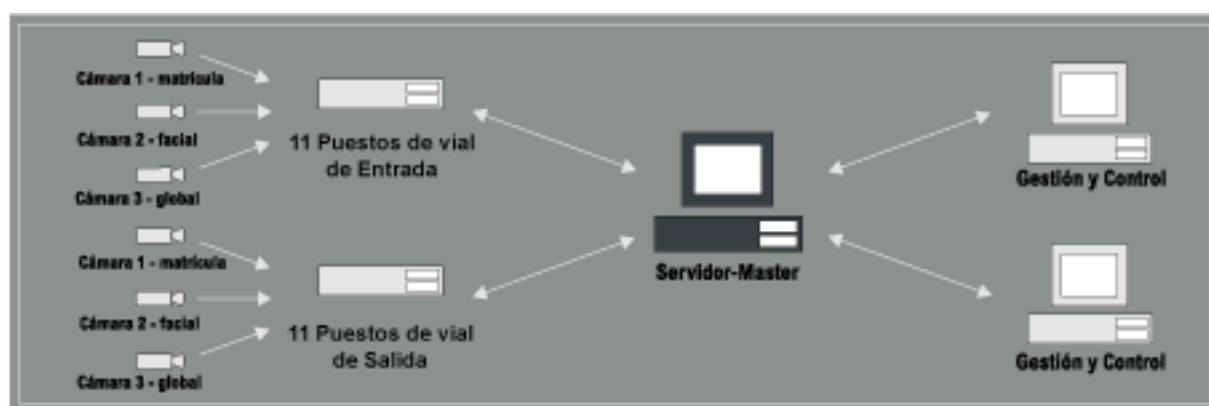 Cámara 1 - matrícula
Cámara 2 - facial
Cámara 3 - global
11 Puestos de vial
de Entrada
Cámara 1 - matrícula
Cámara 2 - facial
Cámara 3 - global
11 Puestos de vial
de Salida
Servidor-Master
Gestión y Control
Gestión y Control